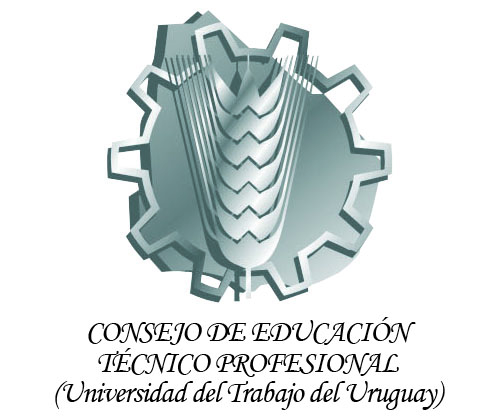 CONSEJO DE EDUCACIÓN
TÉCNICO PROFESIONAL
(Universidad del Trabajo del Uruguay)